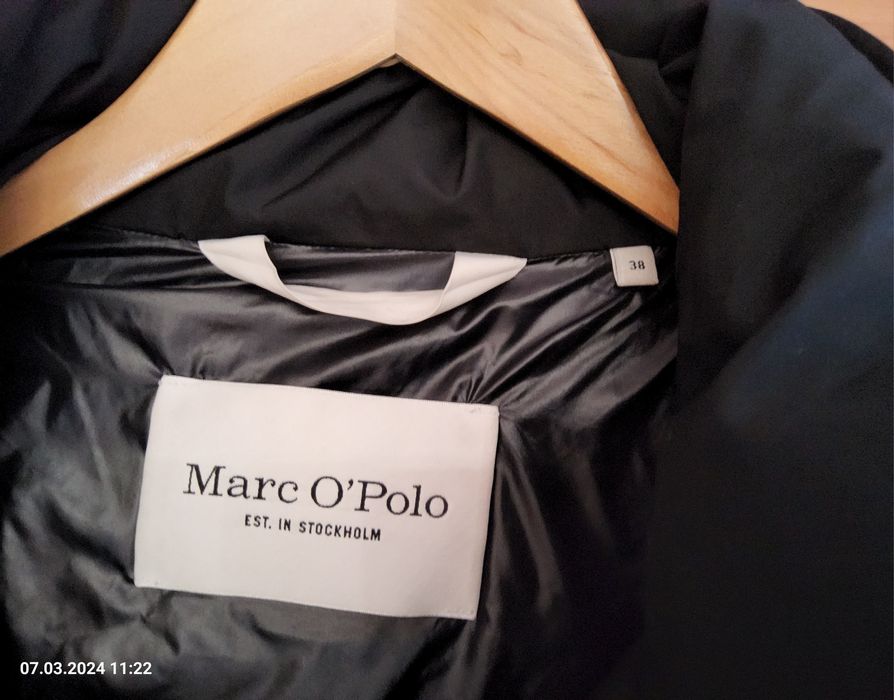 38
Marc O'Polo
EST. IN STOCKHOLM
07.03.2024 11:22